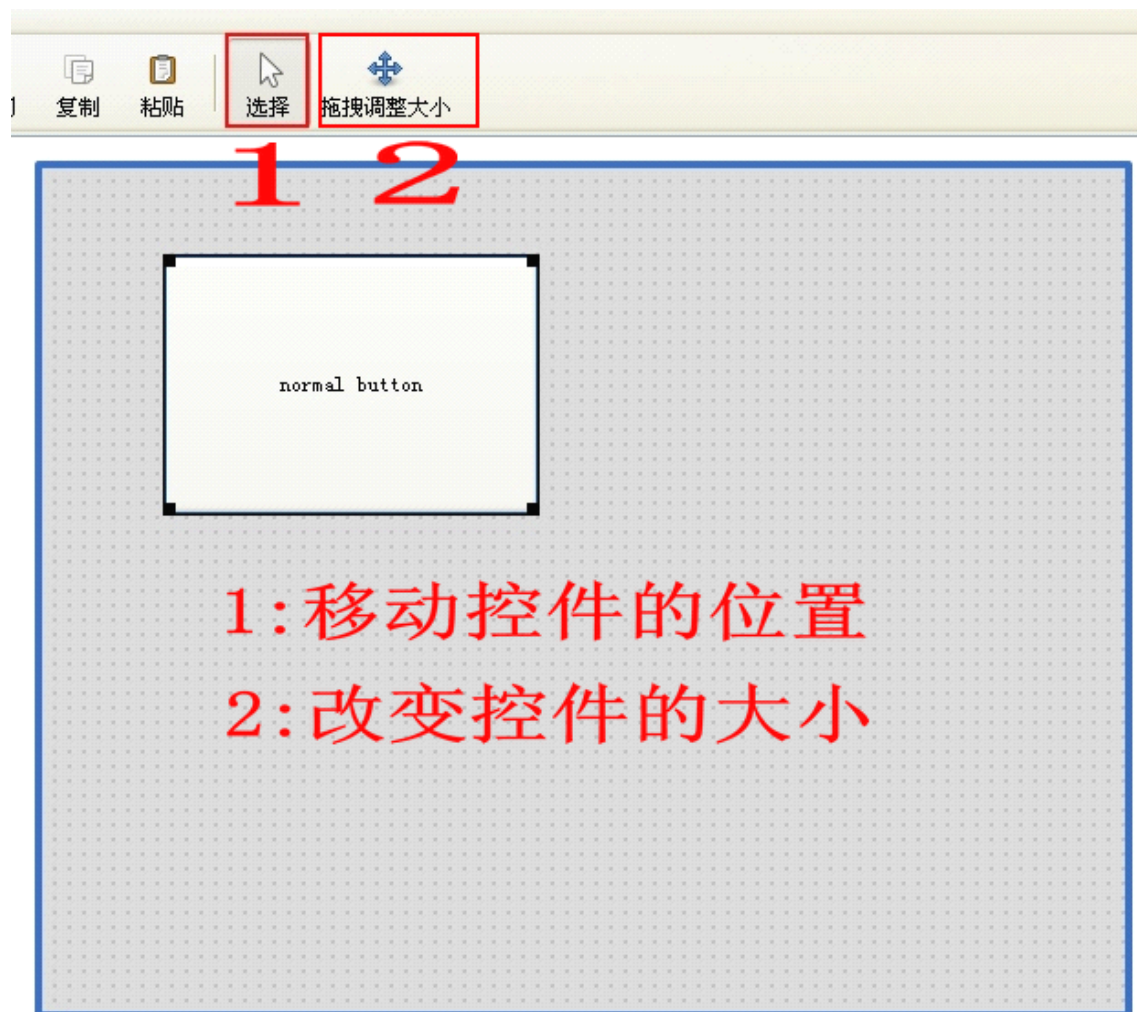 复制 粘贴 选择 拖拽调整大小
1 2
normal button
1:移动控件的位置
2:改变控件的大小